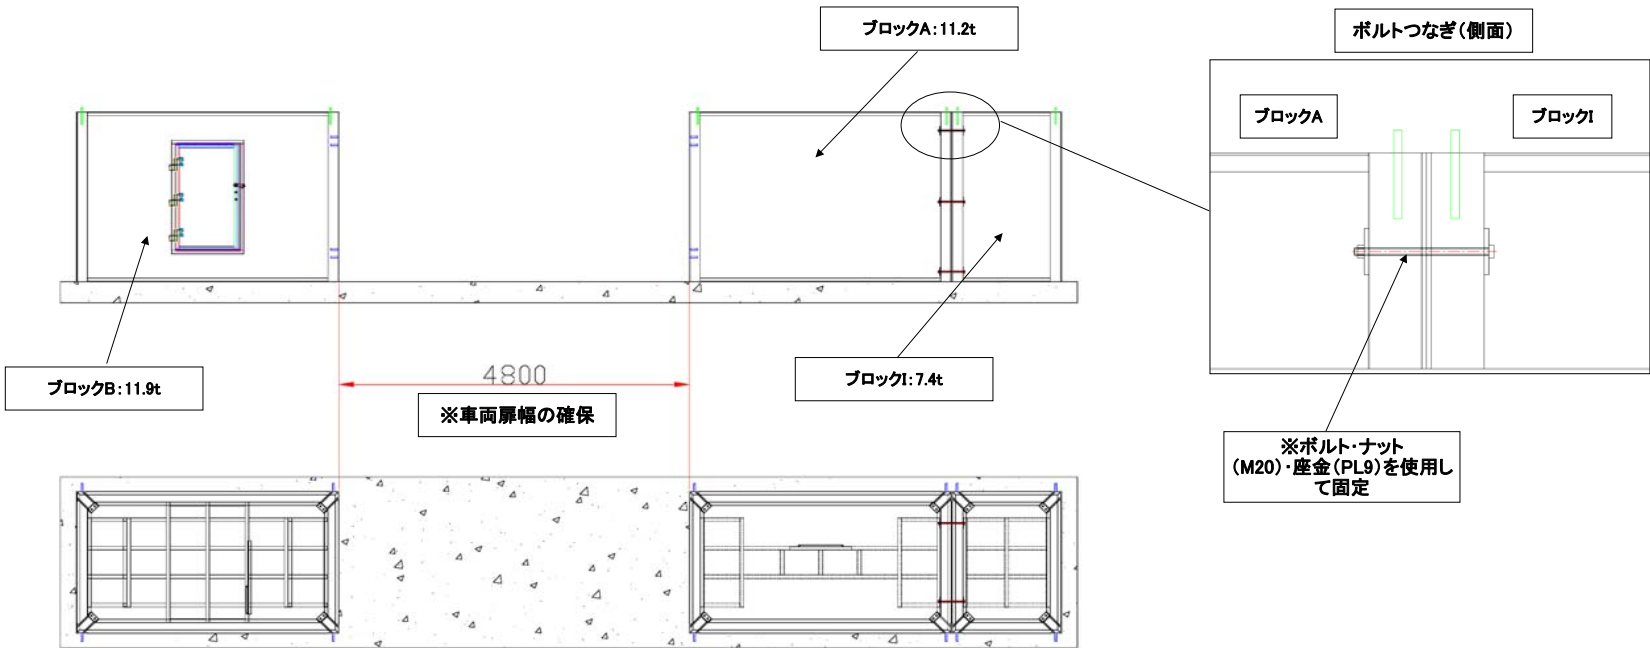 ブロックA:11.2t
ボルトつなぎ(側面)
ブロックA
ブロックI
ブロックB:11.9t
4800
※車両扉幅の確保
ブロックI:7.4t
※ボルト・ナット
(M20)・座金(PL9)を使用し
て固定